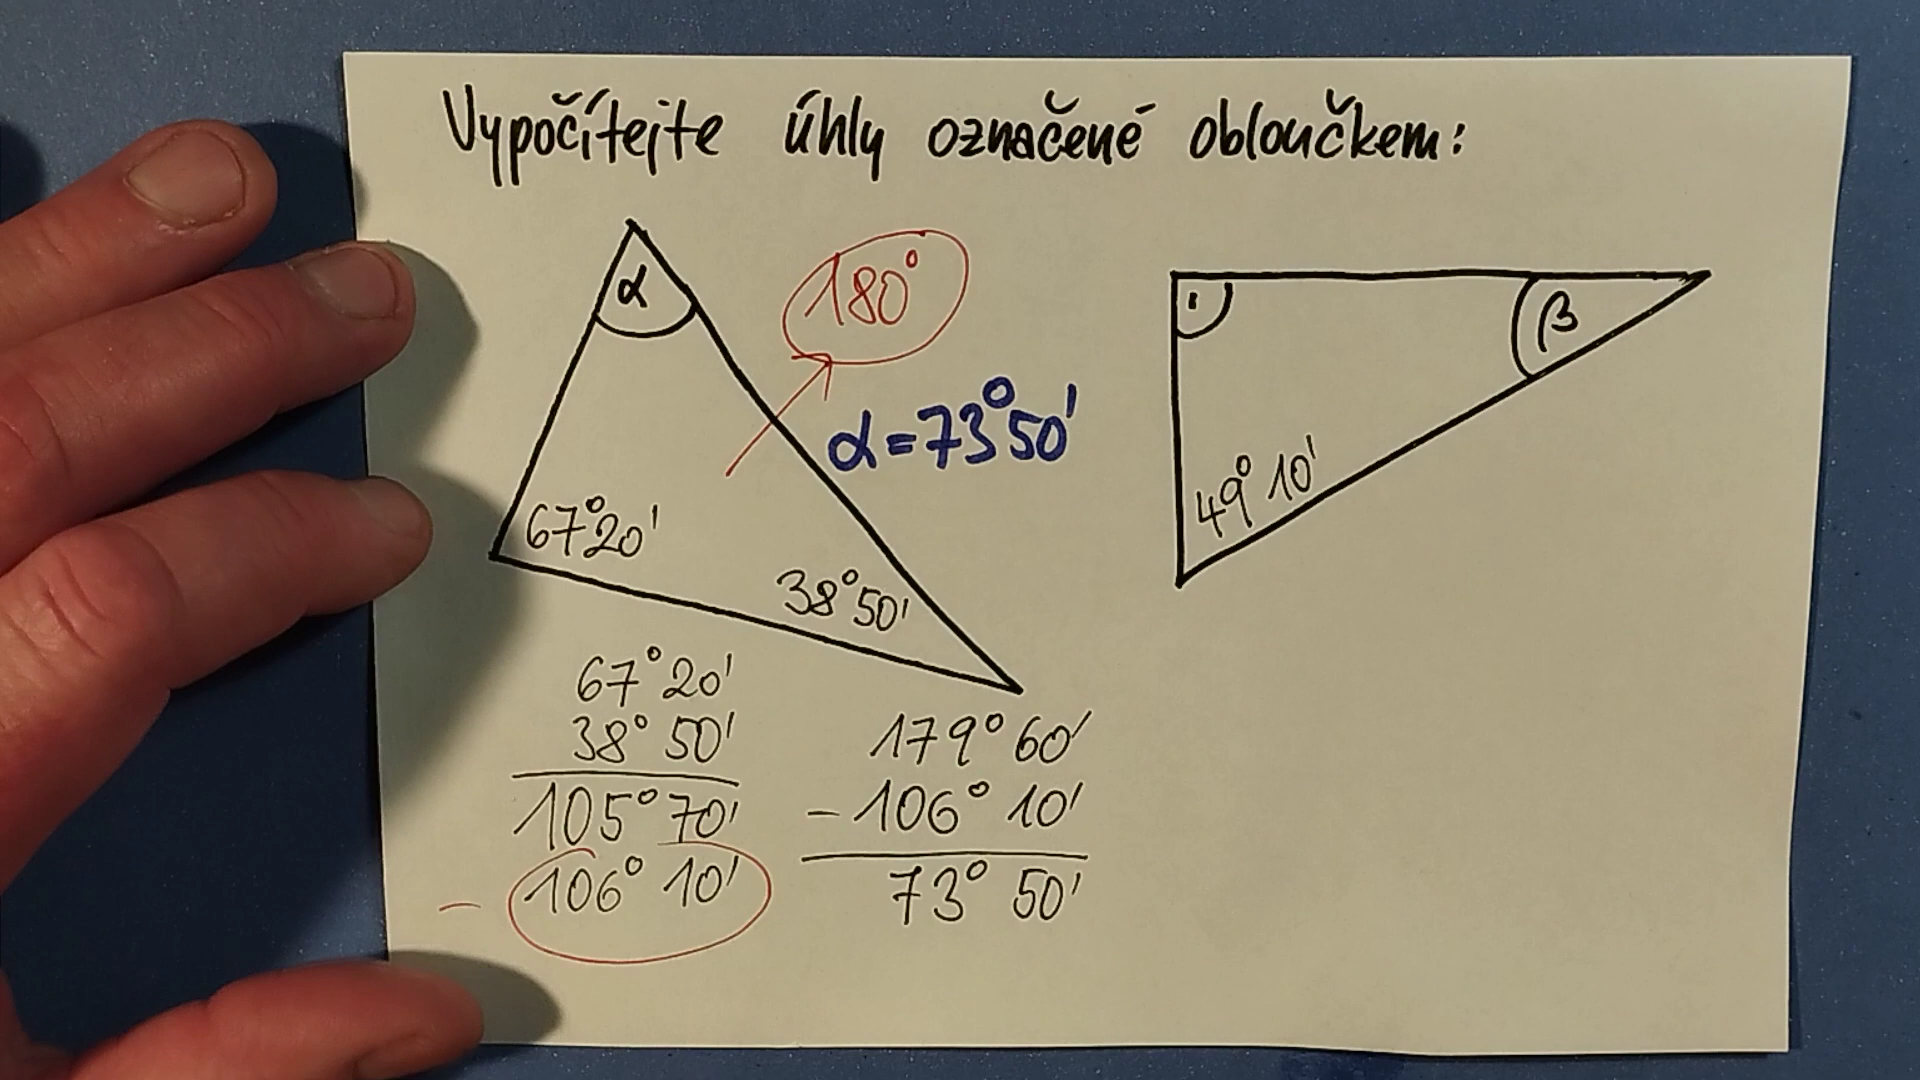 Vypočítejte úhly označené obloučkem:
α
180°
α=73°50'
67°20'
38°50'
β
49°10'
67°20'
38°50'
105°70'
- 106°10'
179°60'
- 106°10'
73°50'